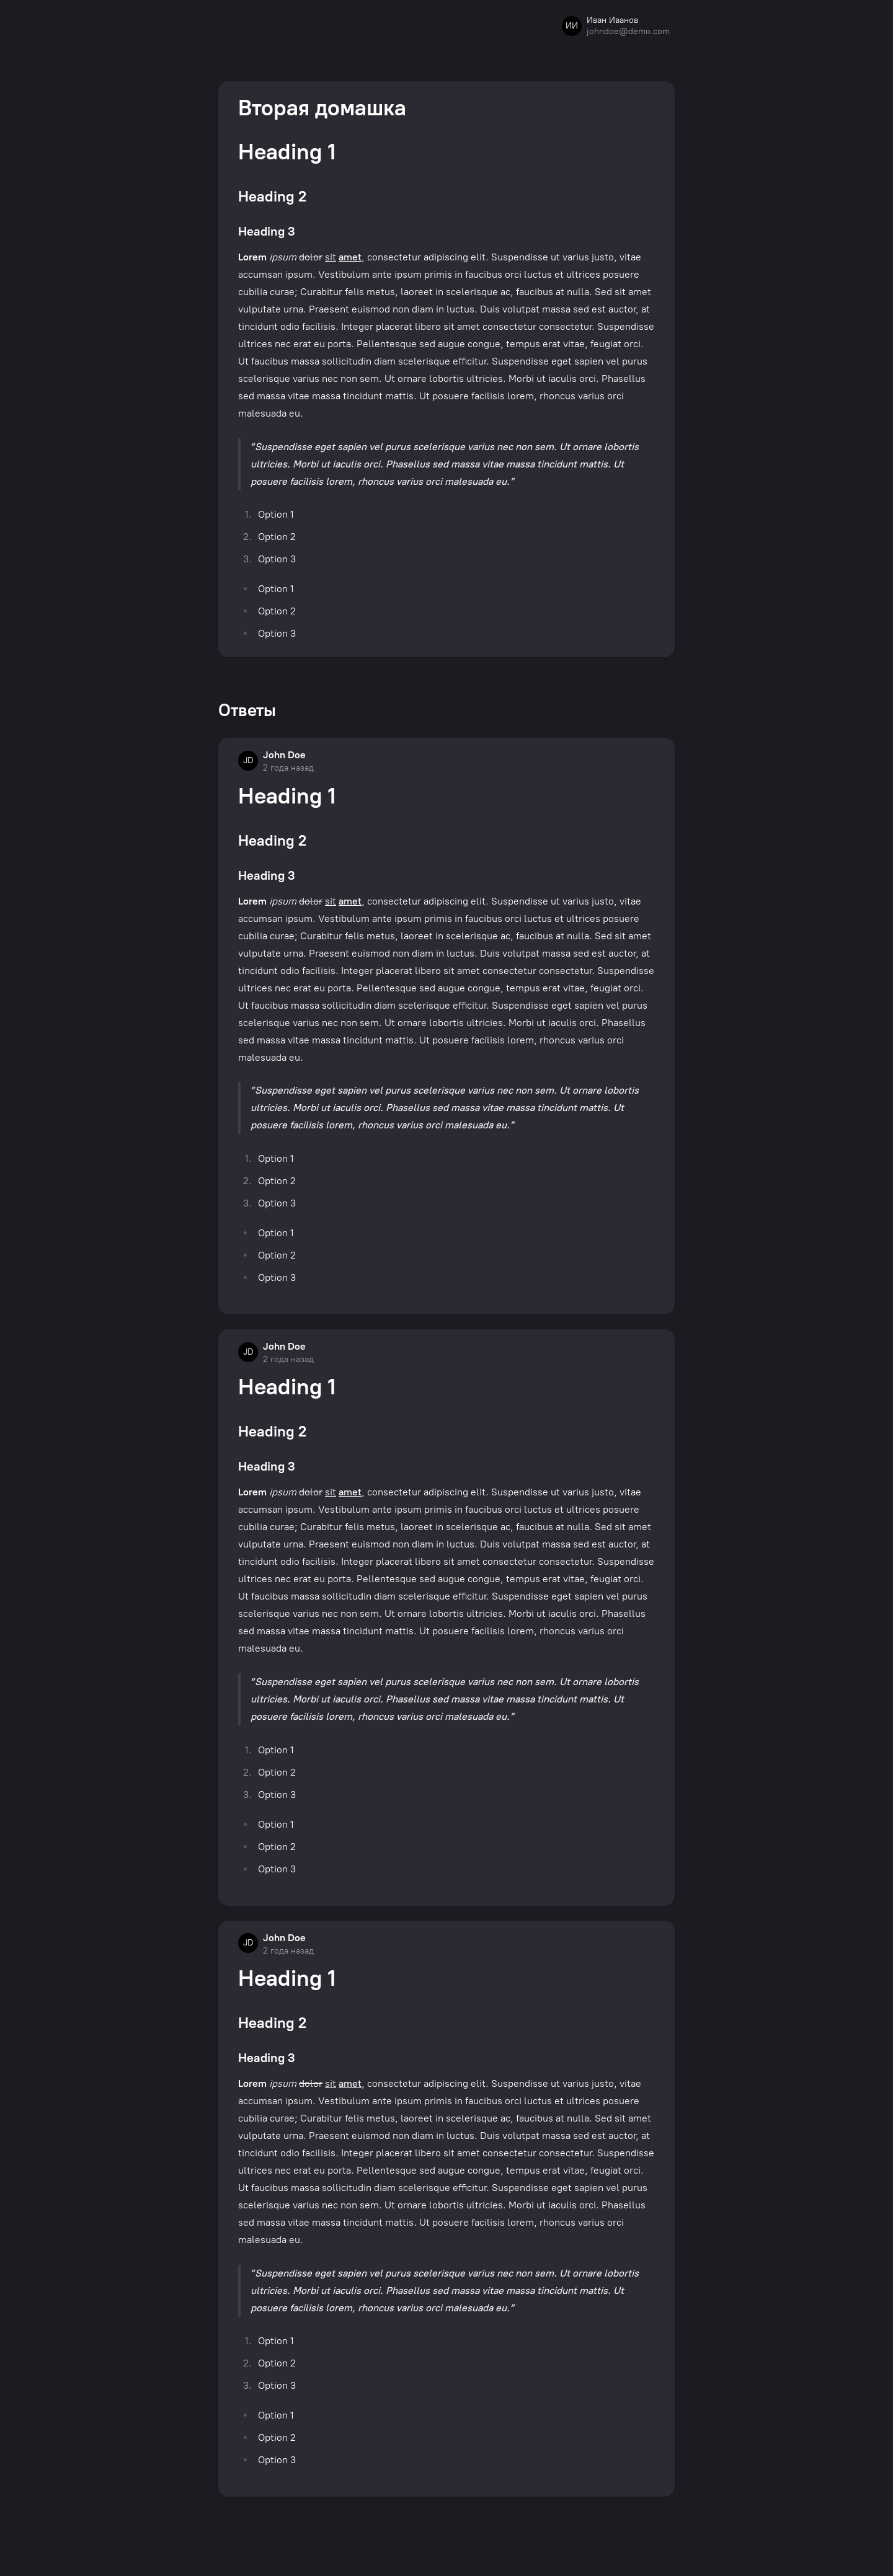 ИИ
Иван Иванов
johndoe@demo.com
Вторая домашка
Heading 1
Heading 2
Heading 3
Lorem ipsum dolor sit amet, consectetur adipiscing elit. Suspendisse ut varius justo, vitae
accumsan ipsum. Vestibulum ante ipsum primis in faucibus orci luctus et ultrices posuere
cubilia curae; Curabitur felis metus, laoreet in scelerisque ac, faucibus at nulla. Sed sit amet
vulputate urna. Praesent euismod non diam in luctus. Duis volutpat massa sed est auctor, at
tincidunt odio facilisis. Integer placerat libero sit amet consectetur consectetur. Suspendisse
ultrices nec erat eu porta. Pellentesque sed augue congue, tempus erat vitae, feugiat orci.
Ut faucibus massa sollicitudin diam scelerisque efficitur. Suspendisse eget sapien vel purus
scelerisque varius nec non sem. Ut ornare lobortis ultricies. Morbi ut iaculis orci. Phasellus
sed massa vitae massa tincidunt mattis. Ut posuere facilisis lorem, rhoncus varius orci
malesuada eu.
"Suspendisse eget sapien vel purus scelerisque varius nec non sem. Ut ornare lobortis
ultricies. Morbi ut iaculis orci. Phasellus sed massa vitae massa tincidunt mattis. Ut
posuere facilisis lorem, rhoncus varius orci malesuada eu."
1. Option 1
2. Option 2
3. Option 3
• Option 1
• Option 2
• Option 3
Ответы
JD
John Doe
2 года назад
Heading 1
Heading 2
Heading 3
Lorem ipsum dolor sit amet, consectetur adipiscing elit. Suspendisse ut varius justo, vitae
accumsan ipsum. Vestibulum ante ipsum primis in faucibus orci luctus et ultrices posuere
cubilia curae; Curabitur felis metus, laoreet in scelerisque ac, faucibus at nulla. Sed sit amet
vulputate urna. Praesent euismod non diam in luctus. Duis volutpat massa sed est auctor, at
tincidunt odio facilisis. Integer placerat libero sit amet consectetur consectetur. Suspendisse
ultrices nec erat eu porta. Pellentesque sed augue congue, tempus erat vitae, feugiat orci.
Ut faucibus massa sollicitudin diam scelerisque efficitur. Suspendisse eget sapien vel purus
scelerisque varius nec non sem. Ut ornare lobortis ultricies. Morbi ut iaculis orci. Phasellus
sed massa vitae massa tincidunt mattis. Ut posuere facilisis lorem, rhoncus varius orci
malesuada eu.
"Suspendisse eget sapien vel purus scelerisque varius nec non sem. Ut ornare lobortis
ultricies. Morbi ut iaculis orci. Phasellus sed massa vitae massa tincidunt mattis. Ut
posuere facilisis lorem, rhoncus varius orci malesuada eu."
1. Option 1
2. Option 2
3. Option 3
• Option 1
• Option 2
• Option 3
JD
John Doe
2 года назад
Heading 1
Heading 2
Heading 3
Lorem ipsum dolor sit amet, consectetur adipiscing elit. Suspendisse ut varius justo, vitae
accumsan ipsum. Vestibulum ante ipsum primis in faucibus orci luctus et ultrices posuere
cubilia curae; Curabitur felis metus, laoreet in scelerisque ac, faucibus at nulla. Sed sit amet
vulputate urna. Praesent euismod non diam in luctus. Duis volutpat massa sed est auctor, at
tincidunt odio facilisis. Integer placerat libero sit amet consectetur consectetur. Suspendisse
ultrices nec erat eu porta. Pellentesque sed augue congue, tempus erat vitae, feugiat orci.
Ut faucibus massa sollicitudin diam scelerisque efficitur. Suspendisse eget sapien vel purus
scelerisque varius nec non sem. Ut ornare lobortis ultricies. Morbi ut iaculis orci. Phasellus
sed massa vitae massa tincidunt mattis. Ut posuere facilisis lorem, rhoncus varius orci
malesuada eu.
"Suspendisse eget sapien vel purus scelerisque varius nec non sem. Ut ornare lobortis
ultricies. Morbi ut iaculis orci. Phasellus sed massa vitae massa tincidunt mattis. Ut
posuere facilisis lorem, rhoncus varius orci malesuada eu."
1. Option 1
2. Option 2
3. Option 3
• Option 1
• Option 2
• Option 3
JD
John Doe
2 года назад
Heading 1
Heading 2
Heading 3
Lorem ipsum dolor sit amet, consectetur adipiscing elit. Suspendisse ut varius justo, vitae
accumsan ipsum. Vestibulum ante ipsum primis in faucibus orci luctus et ultrices posuere
cubilia curae; Curabitur felis metus, laoreet in scelerisque ac, faucibus at nulla. Sed sit amet
vulputate urna. Praesent euismod non diam in luctus. Duis volutpat massa sed est auctor, at
tincidunt odio facilisis. Integer placerat libero sit amet consectetur consectetur. Suspendisse
ultrices nec erat eu porta. Pellentesque sed augue congue, tempus erat vitae, feugiat orci.
Ut faucibus massa sollicitudin diam scelerisque efficitur. Suspendisse eget sapien vel purus
scelerisque varius nec non sem. Ut ornare lobortis ultricies. Morbi ut iaculis orci. Phasellus
sed massa vitae massa tincidunt mattis. Ut posuere facilisis lorem, rhoncus varius orci
malesuada eu.
"Suspendisse eget sapien vel purus scelerisque varius nec non sem. Ut ornare lobortis
ultricies. Morbi ut iaculis orci. Phasellus sed massa vitae massa tincidunt mattis. Ut
posuere facilisis lorem, rhoncus varius orci malesuada eu."
1. Option 1
2. Option 2
3. Option 3
• Option 1
• Option 2
• Option 3